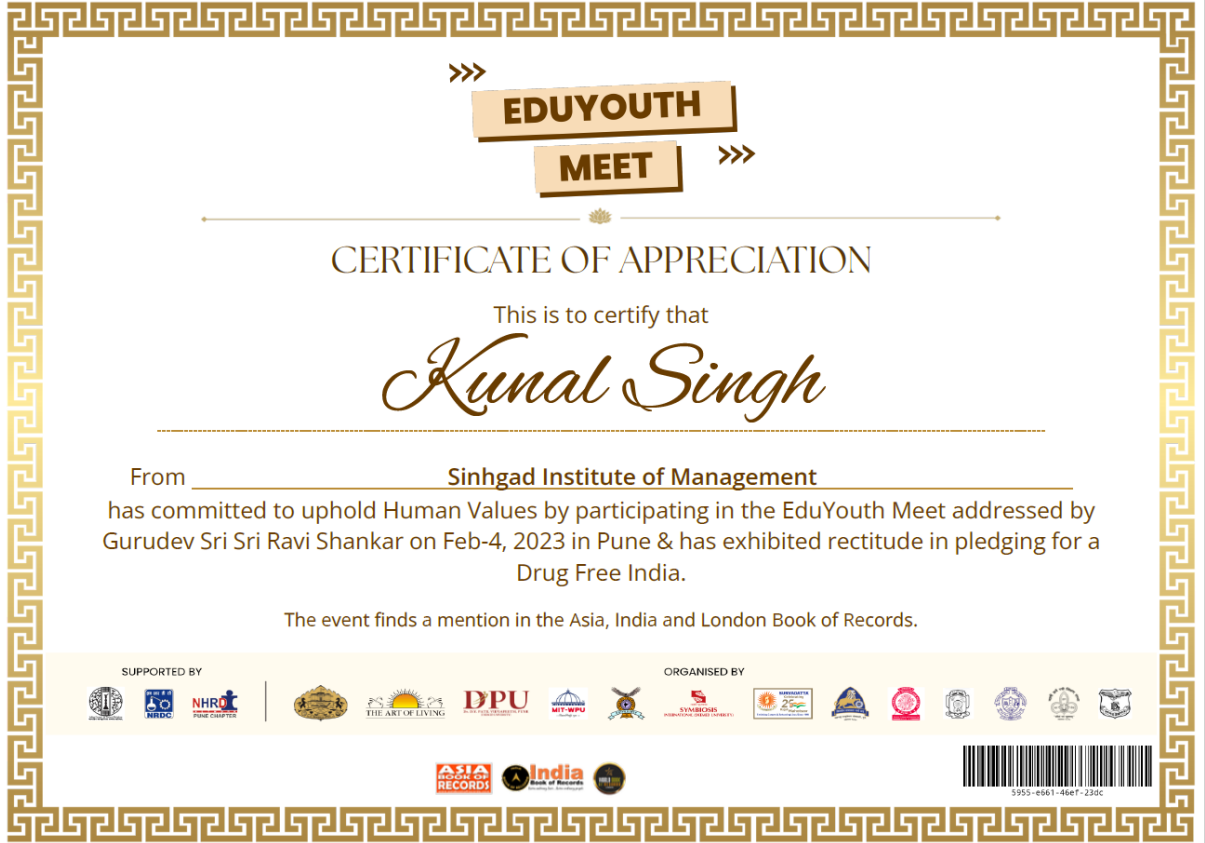 EDUYOUTH
MEET
CERTIFICATE OF APPRECIATION
This is to certify that
Kunal Singh
From Sinhgad Institute of Management
has committed to uphold Human Values by participating in the EduYouth Meet addressed by
Gurudev Sri Sri Ravi Shankar on Feb-4, 2023 in Pune & has exhibited rectitude in pledging for a
Drug Free India.
The event finds a mention in the Asia, India and London Book of Records.
SUPPORTED BY
ORGANISED BY
NRDC
NHRD
PUNE CHAPTER
THE ART OF LIVING
DPU
MIT-WPU
SYMBIOSIS
SURYADATTA
ASIA
BOOK OF
RECORDS
India
Book of Records
5955-e661-46ef-23dc